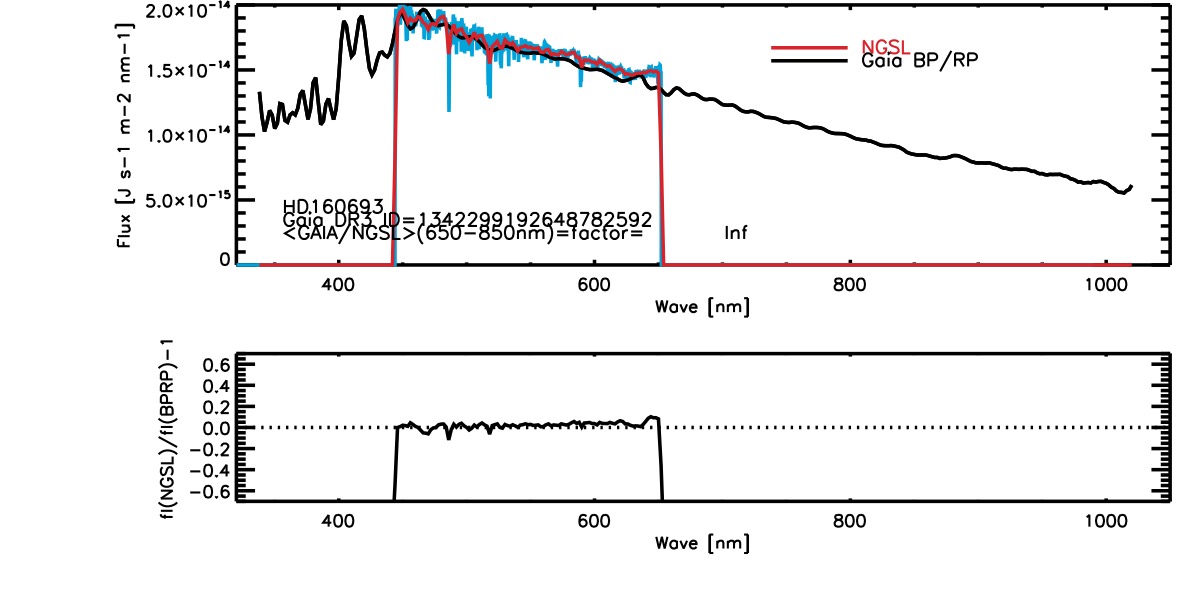 2.0×10−14
1.5×10−14
1.0×10−14
5.0×10−15
0
Flux [J s−1 m−2 nm−1]
NGSL
Gaia BP/RP
HD160693
Gaia DR3 ID=1342299192648782592
<GAIA/NGSL>(650−850nm)=factor= Inf
400 600 800 1000
Wave [nm]
fl(NGSL)/fl(BPRP)−1
0.6
0.4
0.2
0.0
−0.2
−0.4
−0.6
400 600 800 1000
Wave [nm]